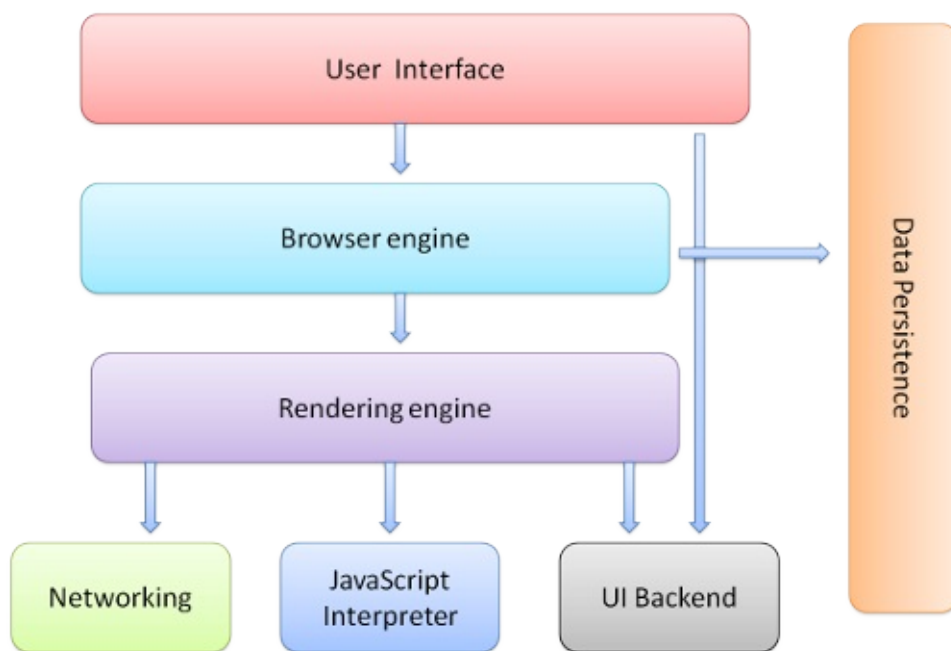 User Interface
Browser engine
Data Persistence
Rendering engine
Networking
JavaScript
Interpreter
UI Backend